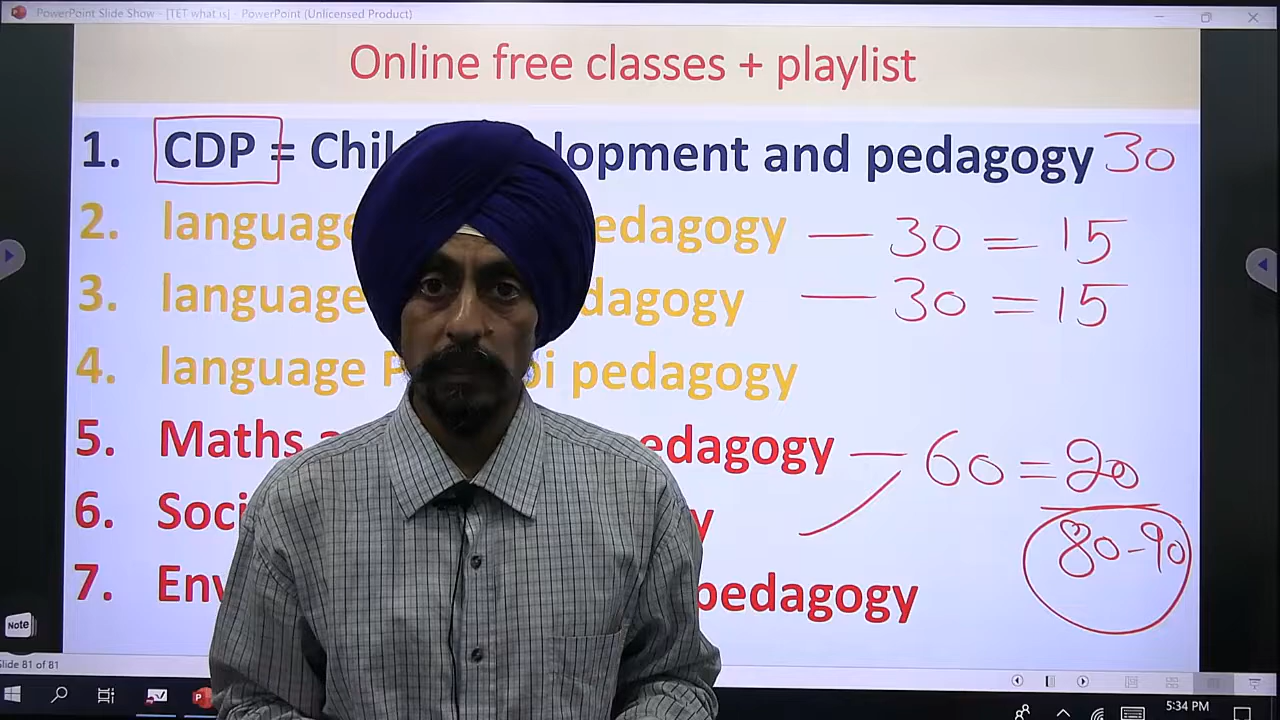 PowerPoint Slide Show - [TET what is] - PowerPoint (Unlicensed Product)
Online free classes + playlist
1. CDP = Chil lopment and pedagogy 30
2. language edagogy — 30 = 15
3. language dagogy — 30 = 15
4. language P bi pedagogy
5. Maths a edagogy — 60 = 20
6. Soci y
80-90
7. Env pedagogy
Note
Slide 81 of 81
5:34 PM